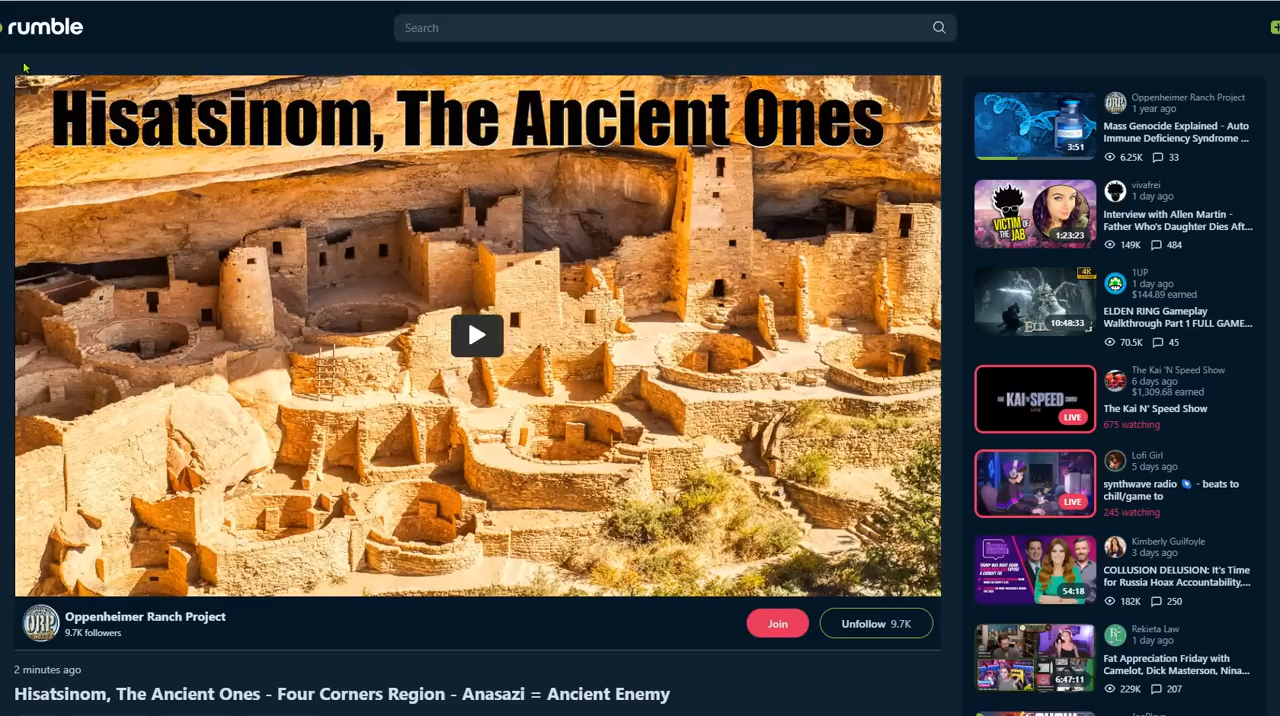 rumble
Search
Hisatsinom, The Ancient Ones
Oppenheimer Ranch Project
9.7K followers
Join
Unfollow 9.7K
2 minutes ago
Hisatsinom, The Ancient Ones - Four Corners Region - Anasazi = Ancient Enemy
3:51
Oppenheimer Ranch Project
1 year ago
Mass Genocide Explained - Auto
Immune Deficiency Syndrome ...
6.25K 33
VICTIM
OF THE
JAB
1:23:23
vivafrei
1 day ago
Interview with Allen Martin -
Father Who's Daughter Dies Aft...
149K 484
4K
10:48:33
1UP
1 day ago
$144.89 earned
ELDEN RING Gameplay
Walkthrough Part 1 FULL GAME...
70.5K 45
THE KAI N' SPEED SHOW
LIVE
The Kai 'N Speed Show
6 days ago
$1,309.68 earned
The Kai N' Speed Show
675 watching
LIVE
Lofi Girl
5 days ago
synthwave radio - beats to
chill/game to
245 watching
54:18
Kimberly Guilfoyle
3 days ago
COLLUSION DELUSION: It's Time
for Russia Hoax Accountability,...
182K 250
6:47:11
Rekieta Law
1 day ago
Fat Appreciation Friday with
Camelot, Dick Masterson, Nina...
229K 207